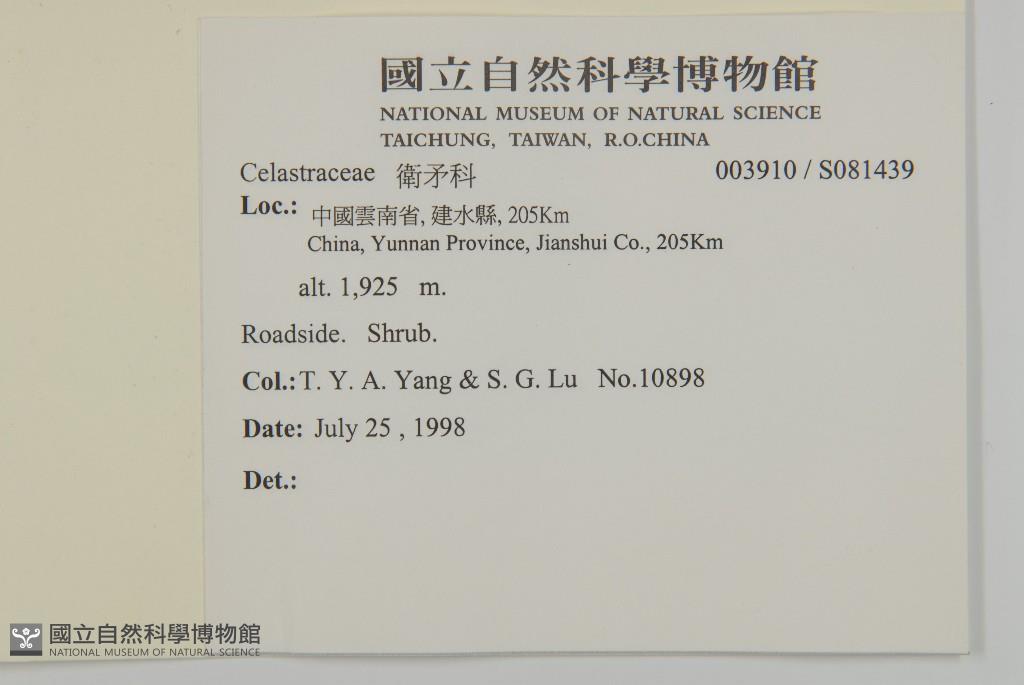 國立自然科學博物館
NATIONAL MUSEUM OF NATURAL SCIENCE
TAICHUNG, TAIWAN, R.O.CHINA
Celastraceae 衛矛科 003910 / S081439
Loc.: 中國雲南省, 建水縣, 205Km
China, Yunnan Province, Jianshui Co., 205Km
alt. 1,925 m.
Roadside. Shrub.
Col.: T. Y. A. Yang & S. G. Lu No.10898
Date: July 25 , 1998
Det.:
國立自然科學博物館
NATIONAL MUSEUM OF NATURAL SCIENCE